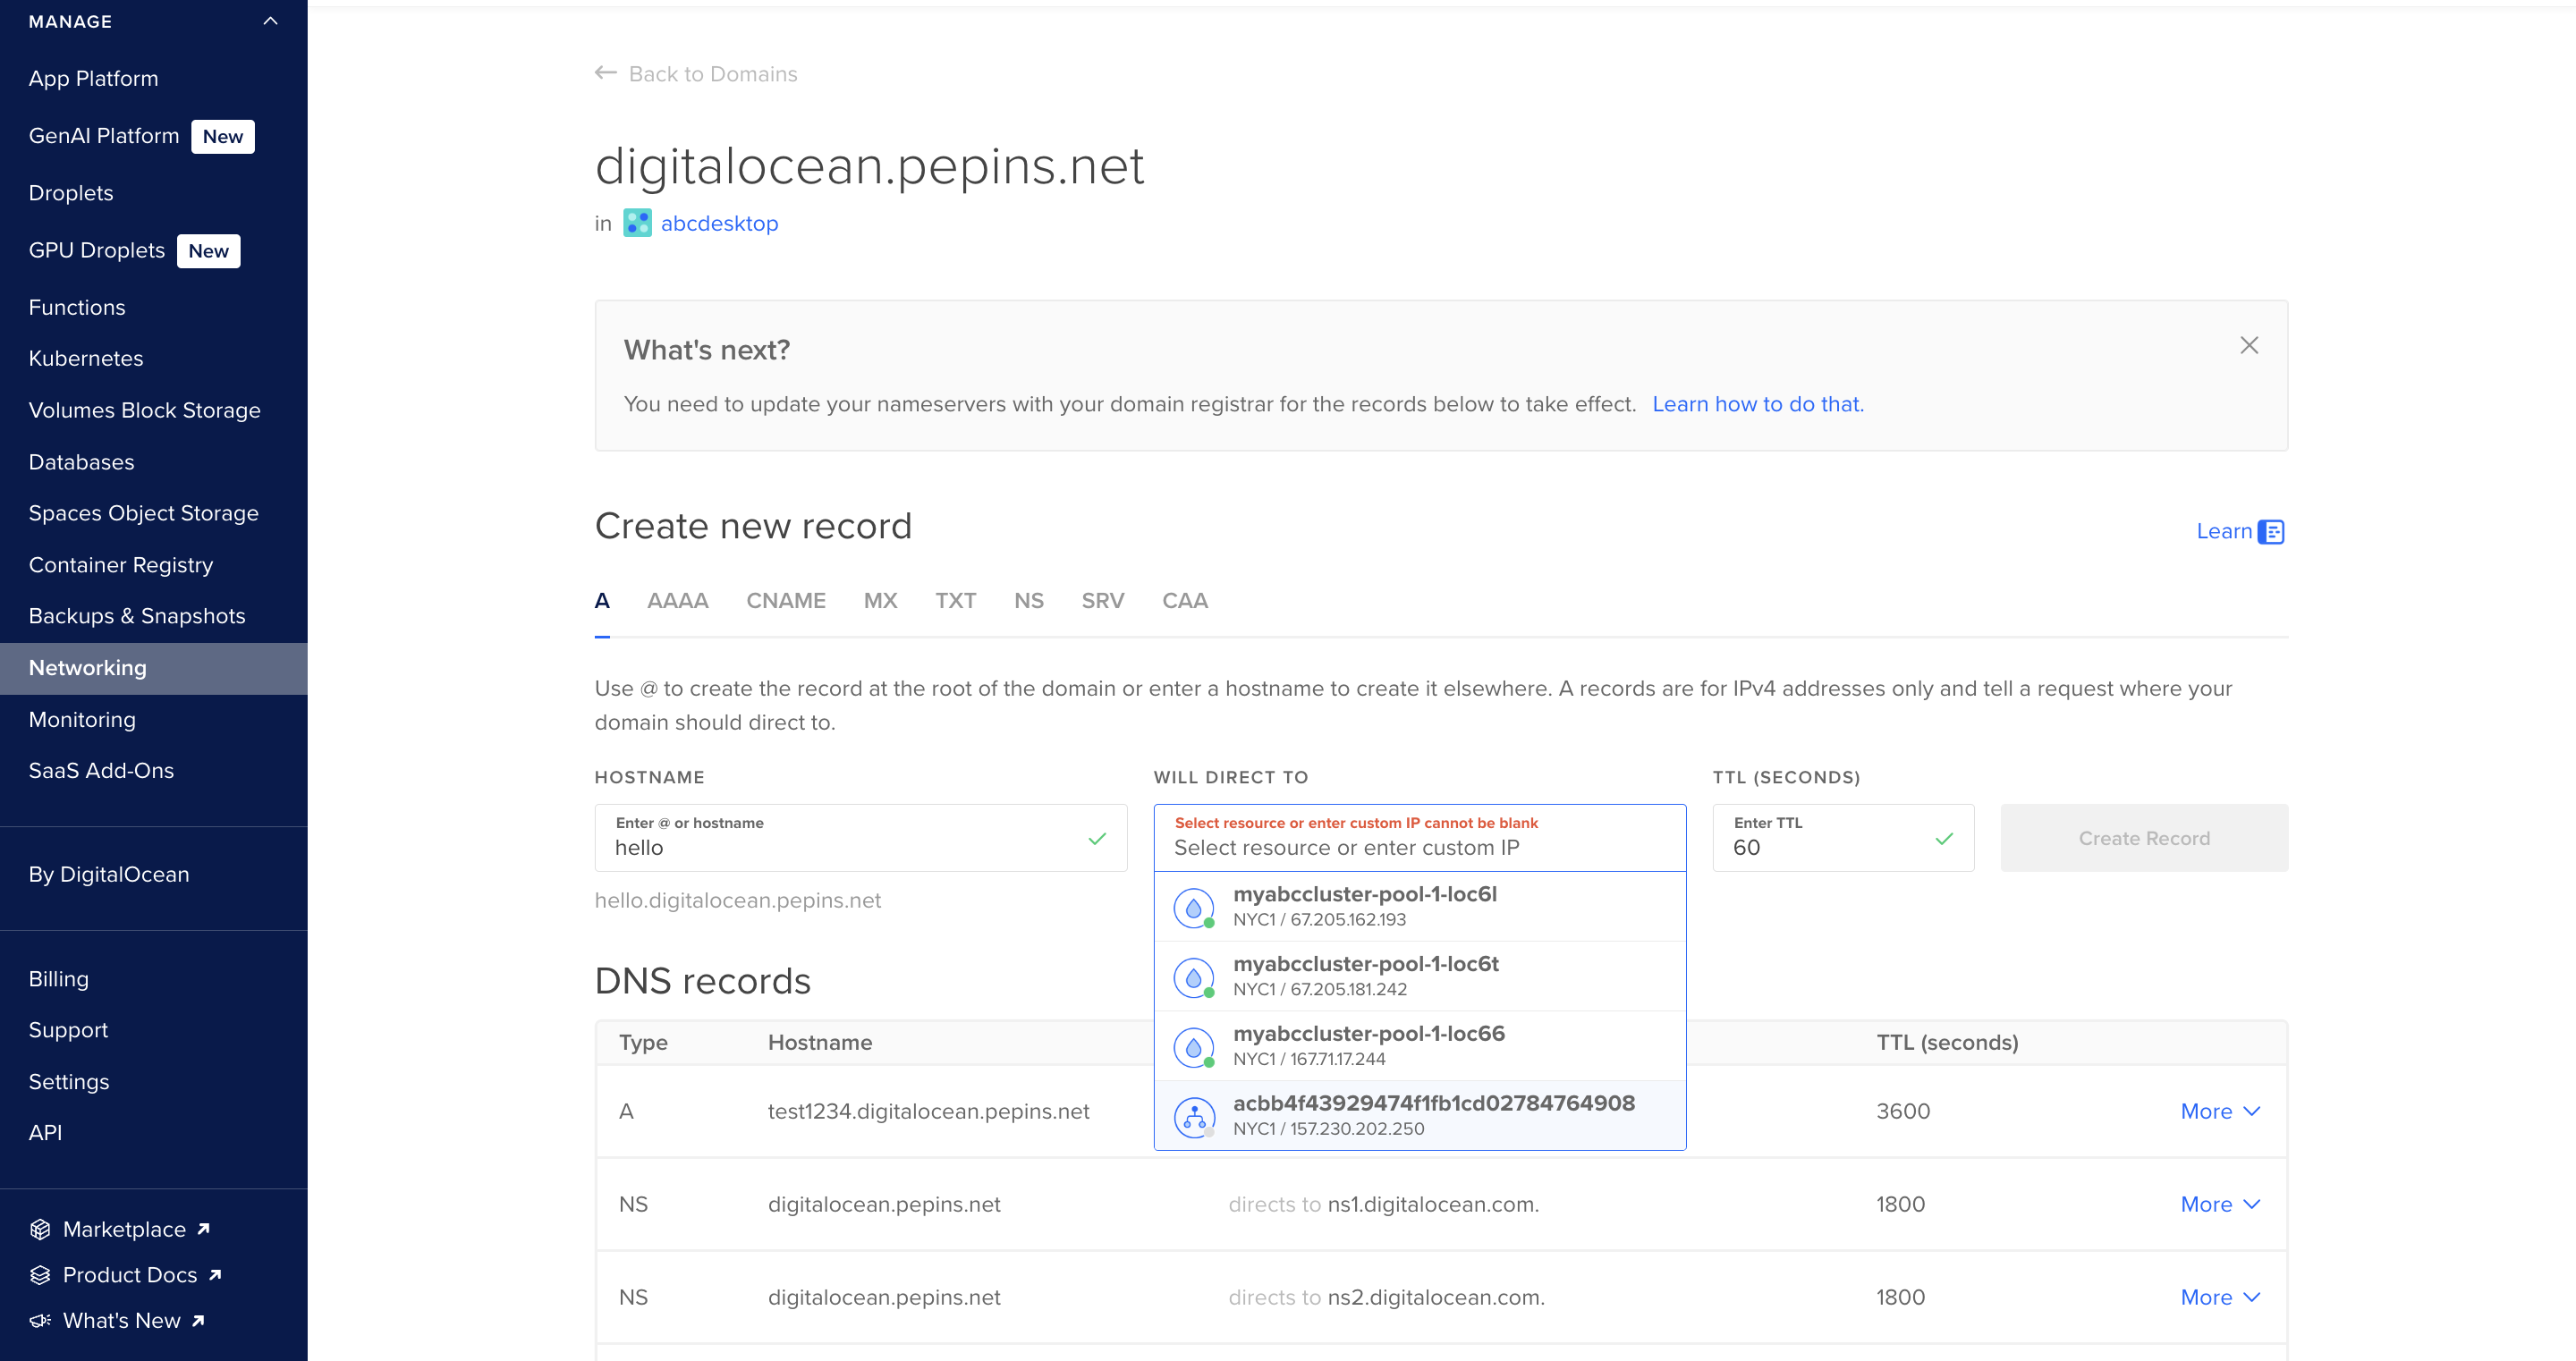 MANAGE
App Platform
GenAI Platform New
Droplets
GPU Droplets New
Functions
Kubernetes
Volumes Block Storage
Databases
Spaces Object Storage
Container Registry
Backups & Snapshots
Networking
Monitoring
SaaS Add-Ons
By DigitalOcean
Billing
Support
Settings
API
Marketplace
Product Docs
What's New
Back to Domains
digitalocean.pepins.net
in abcdesktop
What's next?
You need to update your nameservers with your domain registrar for the records below to take effect. Learn how to do that.
Create new record
Learn
A AAAA CNAME MX TXT NS SRV CAA
Use @ to create the record at the root of the domain or enter a hostname to create it elsewhere. A records are for IPv4 addresses only and tell a request where your
domain should direct to.
HOSTNAME
Enter @ or hostname
hello
hello.digitalocean.pepins.net
WILL DIRECT TO
Select resource or enter custom IP cannot be blank
Select resource or enter custom IP
myabccluster-pool-1-loc6l
NYC1 / 67.205.162.193
myabccluster-pool-1-loc6t
NYC1 / 67.205.181.242
myabccluster-pool-1-loc66
NYC1 / 167.71.17.244
acbb4f43929474f1fb1cd02784764908
NYC1 / 157.230.202.250
TTL (SECONDS)
Enter TTL
60
Create Record
DNS records
Type Hostname TTL (seconds)
A test1234.digitalocean.pepins.net 3600 More
NS digitalocean.pepins.net directs to ns1.digitalocean.com. 1800 More
NS digitalocean.pepins.net directs to ns2.digitalocean.com. 1800 More